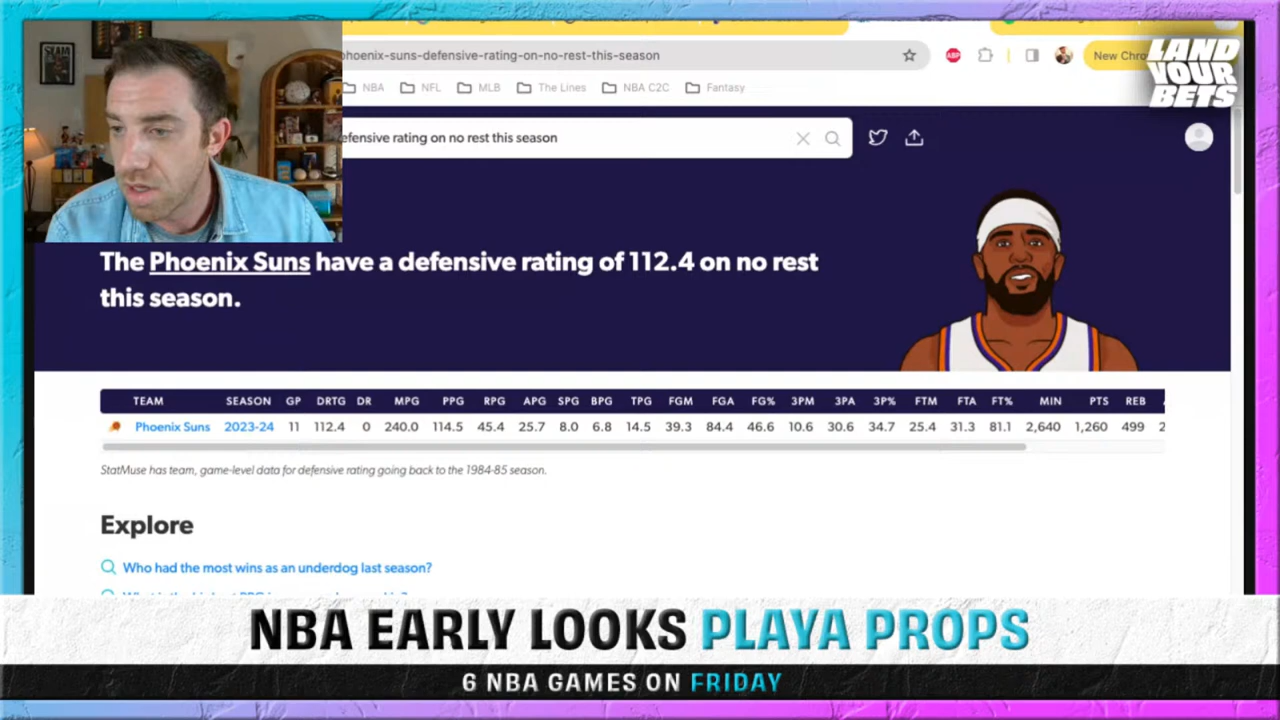 SLAM
phoenix-suns-defensive-rating-on-no-rest-this-season
New Chro
LAND
YOUR
BETS
NBA
NFL
MLB
The Lines
NBA C2C
Fantasy
efensive rating on no rest this season
The Phoenix Suns have a defensive rating of 112.4 on no rest
this season.
TEAM SEASON GP DRTG DR MPG PPG RPG APG SPG BPG TPG FGM FGA FG% 3PM 3PA 3P% FTM FTA FT% MIN PTS REB
Phoenix Suns 2023-24 11 112.4 0 240.0 114.5 45.4 25.7 8.0 6.8 14.5 39.3 84.4 46.6 10.6 30.6 34.7 25.4 31.3 81.1 2,640 1,260 499 2
StatMuse has team, game-level data for defensive rating going back to the 1984-85 season.
Explore
Who had the most wins as an underdog last season?
NBA EARLY LOOKS PLAYA PROPS
6 NBA GAMES ON FRIDAY